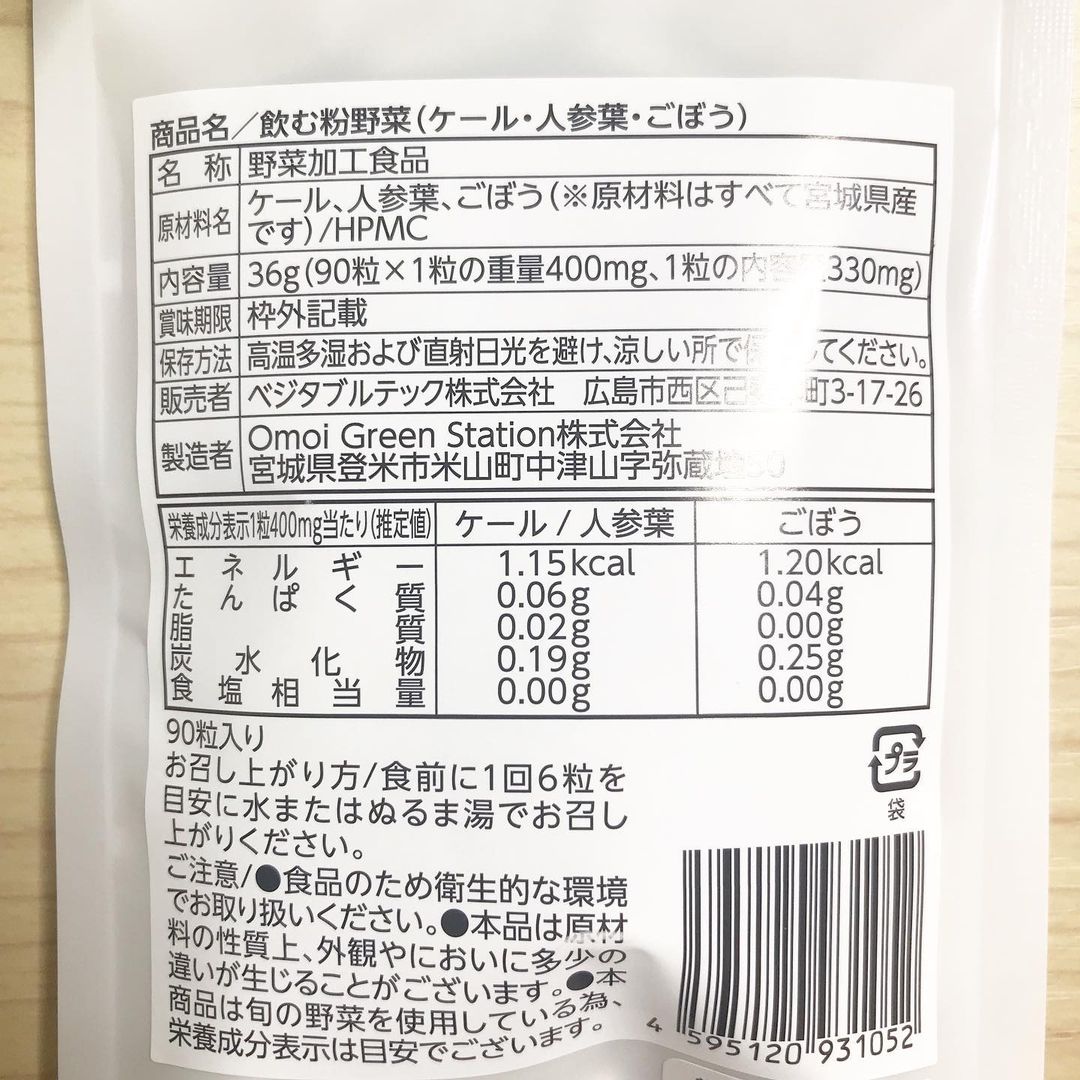 商品名／飲む粉野菜（ケール・人参葉・ごぼう）
名 称 野菜加工食品
原材料名 ケール、人参葉、ごぼう（※原材料はすべて宮城県産
です）/HPMC
内容量 36g（90粒×1粒の重量400mg、1粒の内容量330mg）
賞味期限 枠外記載
保存方法 高温多湿および直射日光を避け、涼しい所で保存してください。
販売者 ベジタブルテック株式会社 広島市西区 町3-17-26
製造者 Omoi Green Station株式会社
宮城県登米市米山町中津山字弥蔵
栄養成分表示1粒400mg当たり（推定値） ケール / 人参葉 ごぼう
エネルギー 1.15kcal 1.20kcal
たんぱく質 0.06g 0.04g
脂質 0.02g 0.00g
炭水化物 0.19g 0.25g
食塩相当量 0.00g 0.00g
90粒入り
お召し上がり方/食前に1回6粒を
目安に水またはぬるま湯でお召し
上がりください。
ご注意/●食品のため衛生的な環境
でお取り扱いください。●本品は原材
料の性質上、外観やにおいに多少の
違いが生じることがございます。●本
商品は旬の野菜を使用している為、
栄養成分表示は目安でございます。
プラ
袋
4 595120 931052